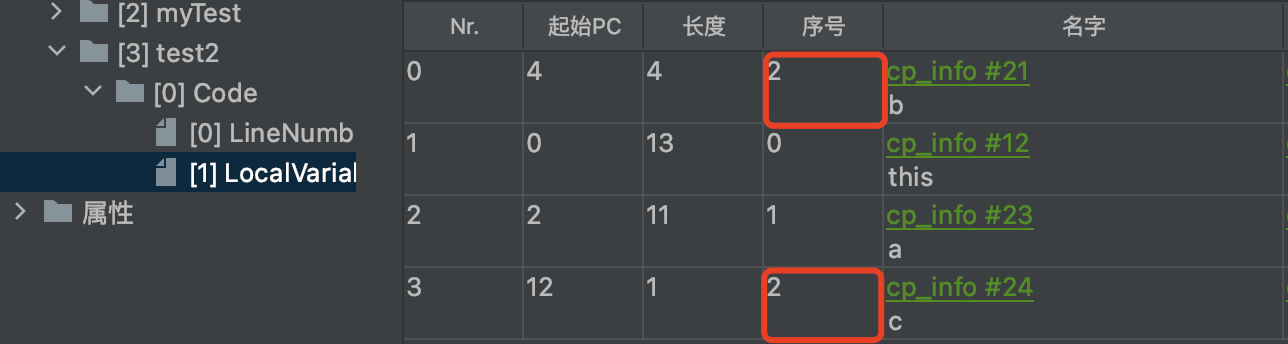 [2] myTest
[3] test2
[0] Code
[0] LineNumb
[1] LocalVarial
属性
Nr. 起始PC 长度 序号 名字
0 4 4 2 cp_info #21
b
1 0 13 0 cp_info #12
this
2 2 11 1 cp_info #23
a
3 12 1 2 cp_info #24
c